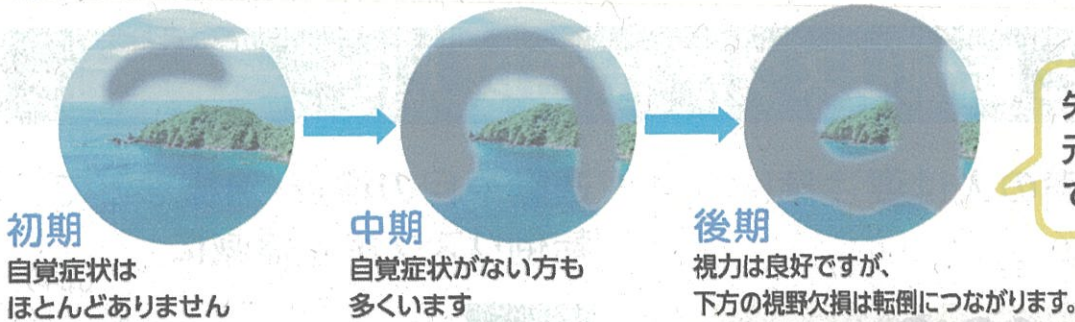 初期
自覚症状は
ほとんどありません
中期
自覚症状がない方も
多くいます
後期
視力は良好ですが、
下方の視野欠損は転倒につながります。